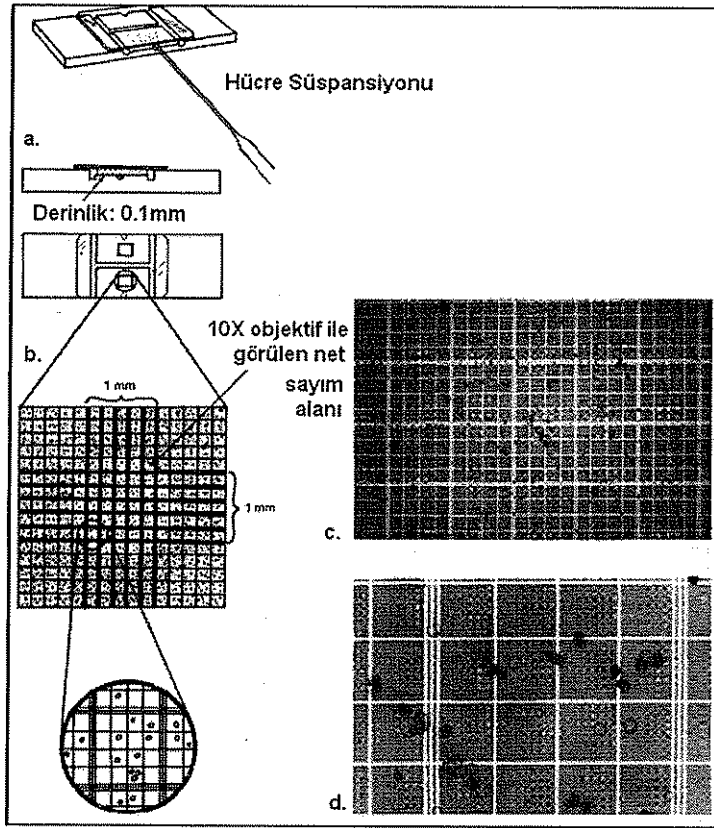 Hücre Süspansiyonu
a.
Derinlik: 0.1mm
b.
10X objektif ile
görülen net
sayım
alanı
1 mm
1 mm
c.
d.